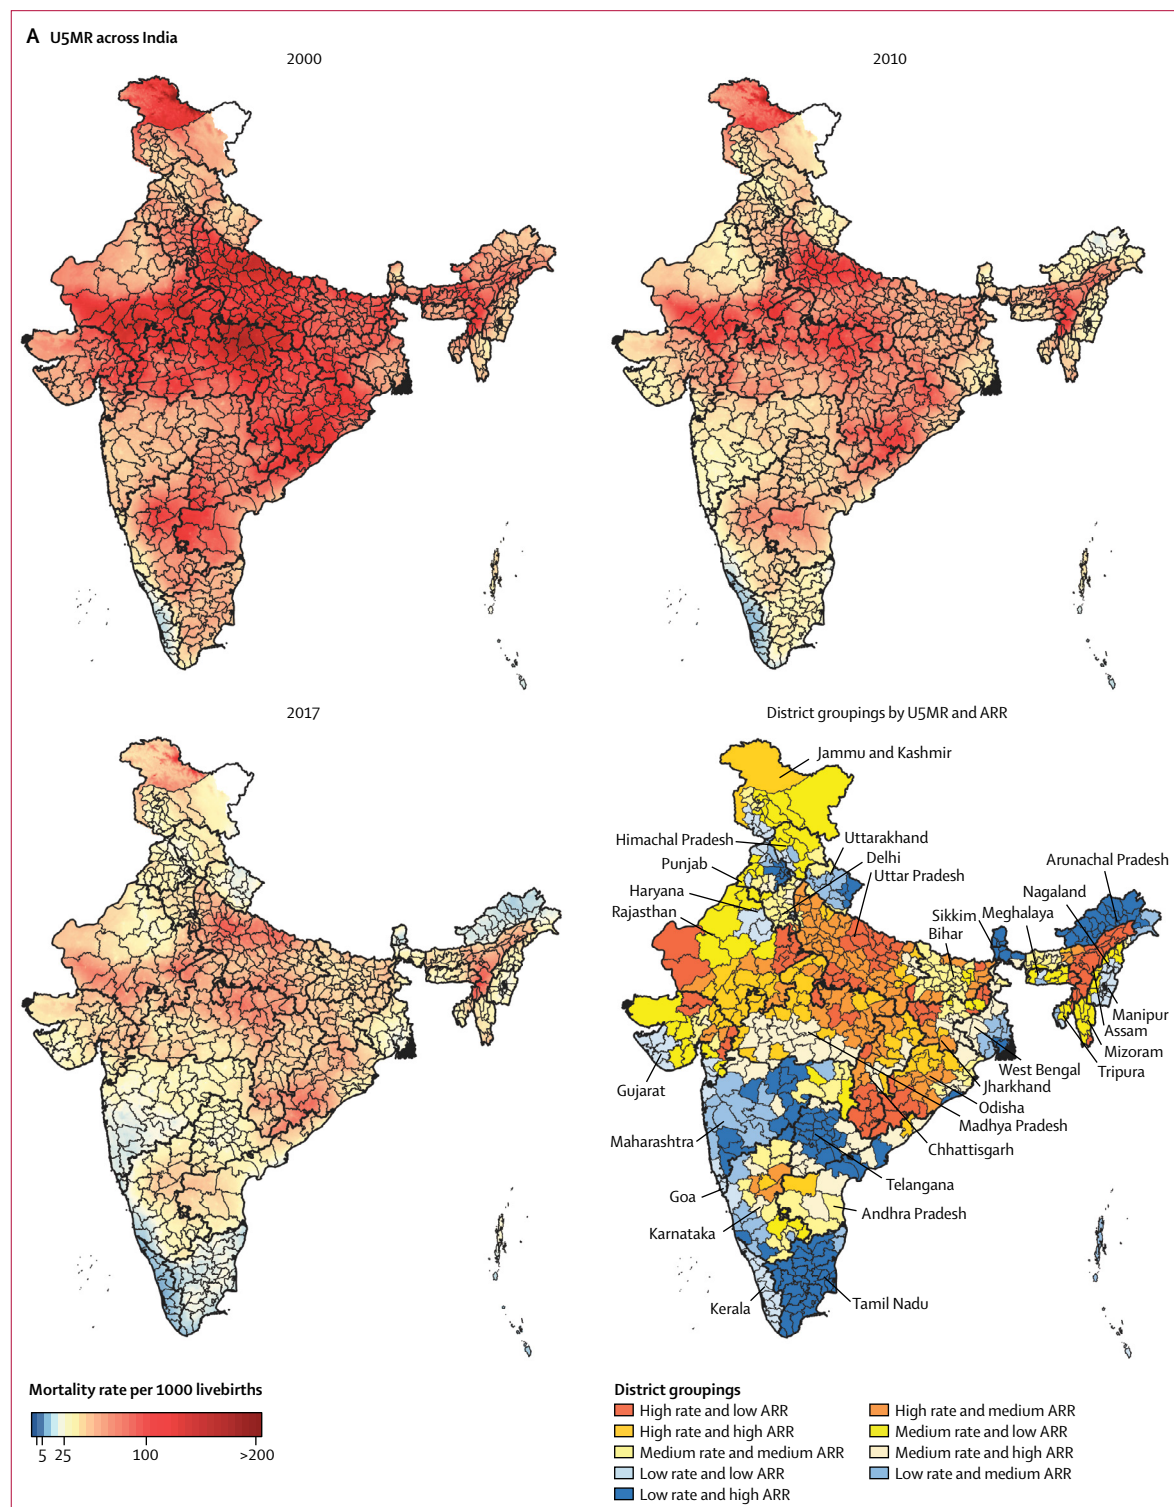 A U5MR across India
2000
2010
2017
District groupings by U5MR and ARR
Jammu and Kashmir
Himachal Pradesh
Uttarakhand
Punjab
Delhi
Arunachal Pradesh
Uttar Pradesh
Haryana
Nagaland
Rajasthan
Sikkim
Meghalaya
Bihar
Manipur
Assam
Mizoram
West Bengal
Tripura
Jharkhand
Gujarat
Odisha
Madhya Pradesh
Maharashtra
Chhattisgarh
Telangana
Goa
Andhra Pradesh
Karnataka
Kerala
Tamil Nadu
Mortality rate per 1000 livebirths
5 25 100 >200
District groupings
High rate and low ARR
High rate and medium ARR
High rate and high ARR
Medium rate and low ARR
Medium rate and medium ARR
Medium rate and high ARR
Low rate and low ARR
Low rate and medium ARR
Low rate and high ARR